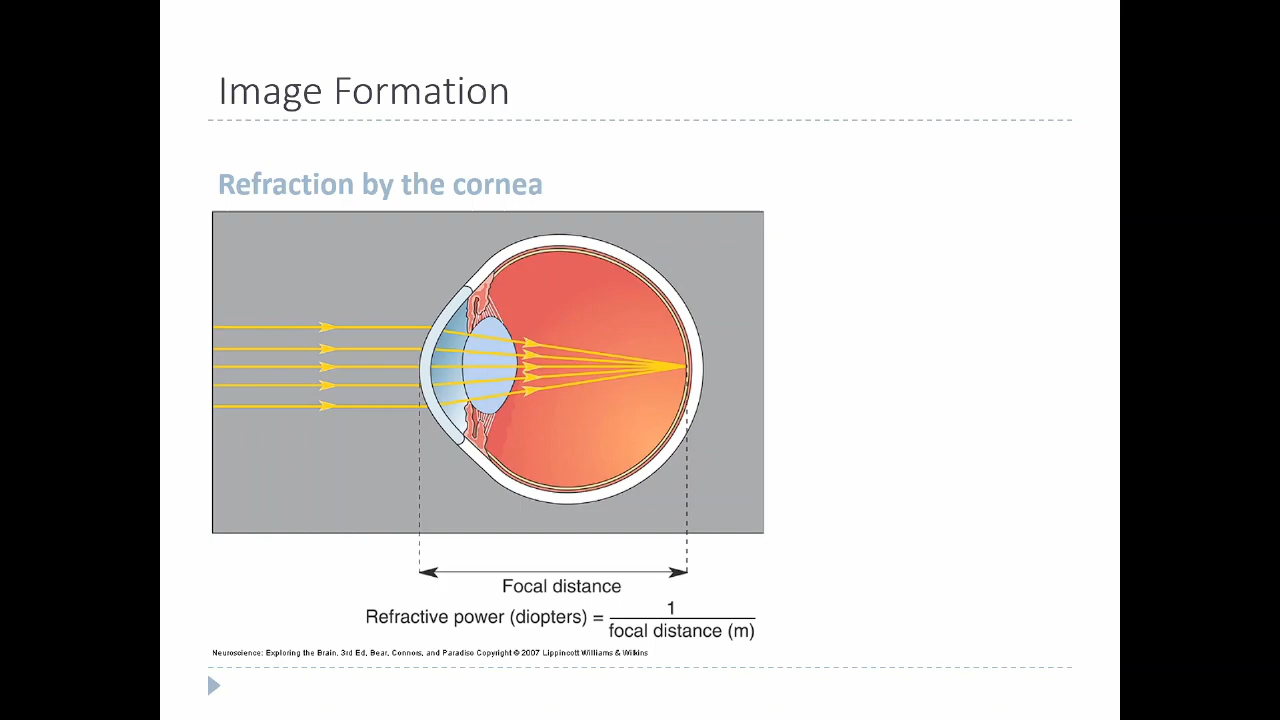 Image Formation
Refraction by the cornea
Focal distance
Refractive power (diopters) = 1
focal distance (m)
Neuroscience: Exploring the Brain, 3rd Ed, Bear, Connors, and Paradiso Copyright © 2007 Lippincott Williams & Wilkins